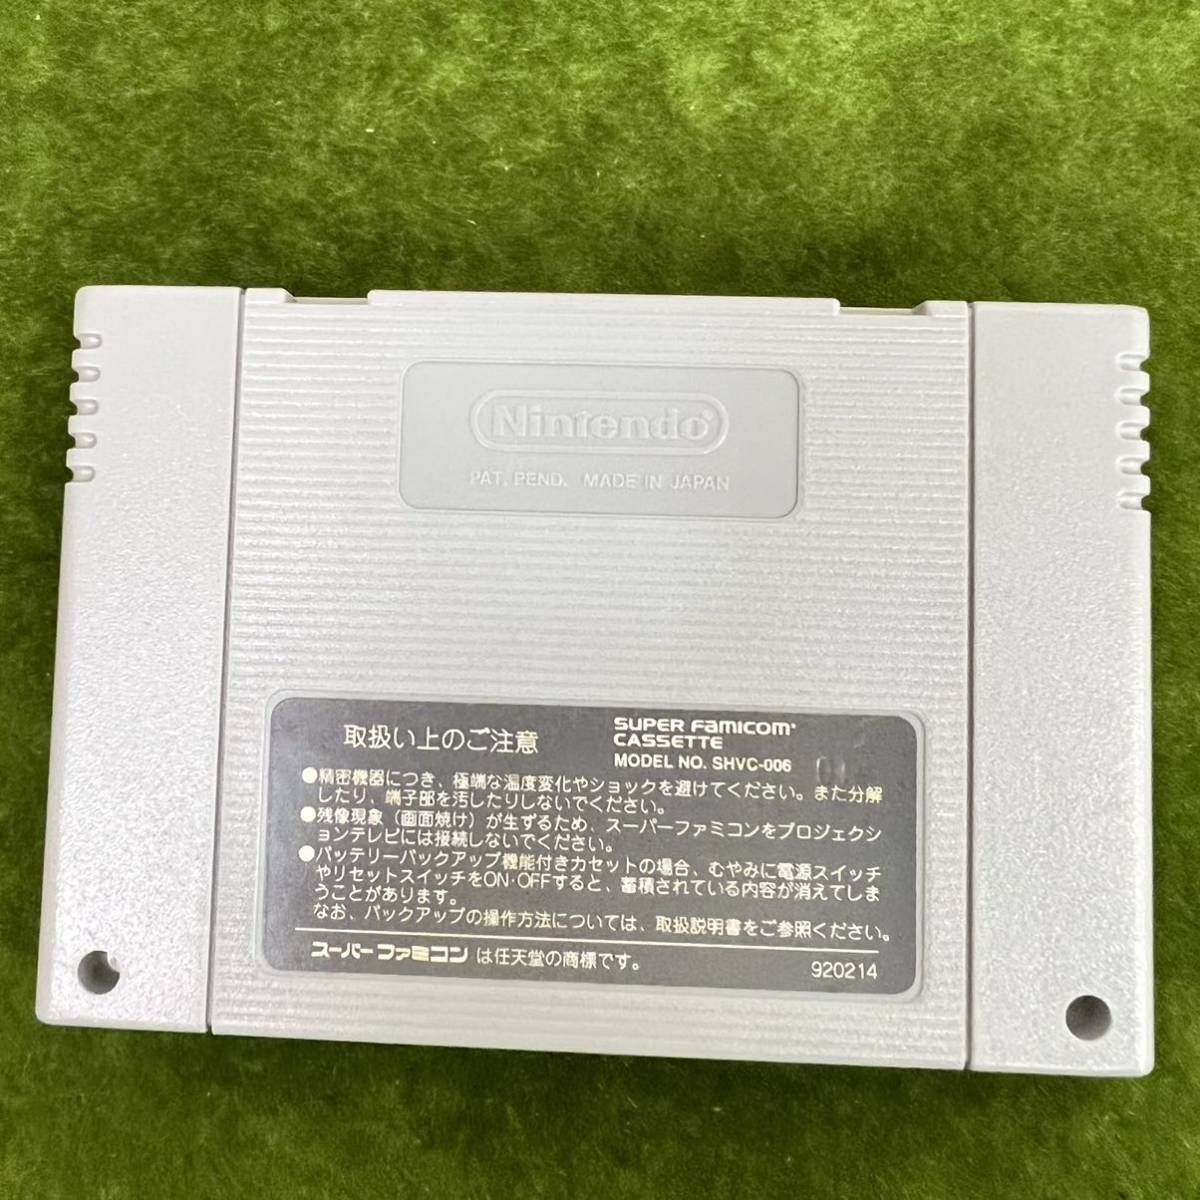 Nintendo®
PAT. PEND. MADE IN JAPAN
取扱い上のご注意
SUPER FAMICOM®
CASSETTE
MODEL NO. SHVC-006
●精密機器につき、極端な温度変化やショックを避けてください。また分解
したり、端子部を汚したりしないでください。
●残像現象（画面焼け）が生ずるため、スーパーファミコンをプロジェクシ
ョンテレビには接続しないでください。
●バッテリーバックアップ機能付きカセットの場合、むやみに電源スイッチ
やリセットスイッチをON・OFFすると、蓄積されている内容が消えてしま
うことがあります。
なお、バックアップの操作方法については、取扱説明書をご参照ください。
スーパーファミコン は任天堂の商標です。
920214